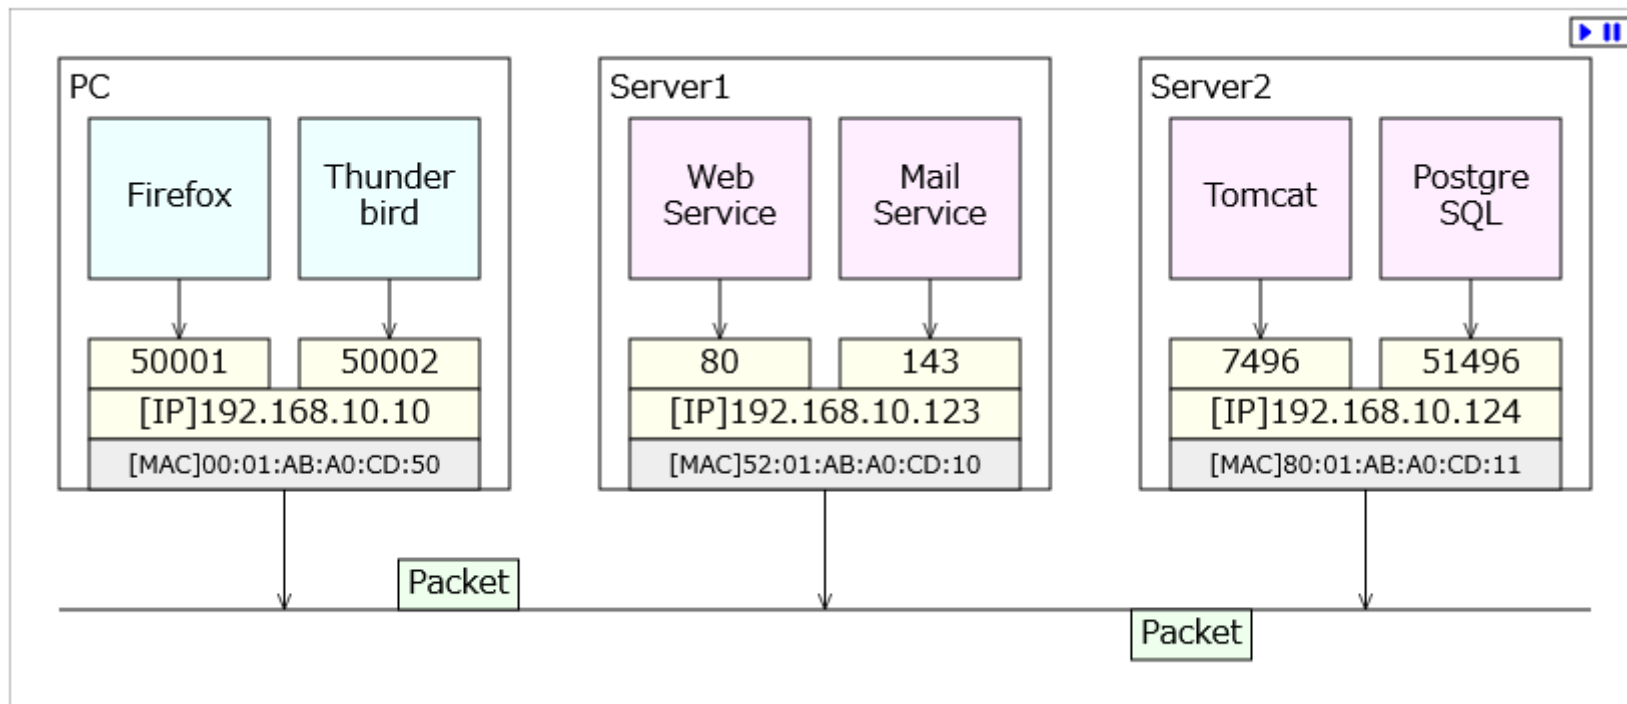 PC
Firefox
Thunder
bird
50001
50002
[IP]192.168.10.10
[MAC]00:01:AB:A0:CD:50
Server1
Web
Service
Mail
Service
80
143
[IP]192.168.10.123
[MAC]52:01:AB:A0:CD:10
Server2
Tomcat
Postgre
SQL
7496
51496
[IP]192.168.10.124
[MAC]80:01:AB:A0:CD:11
Packet
Packet